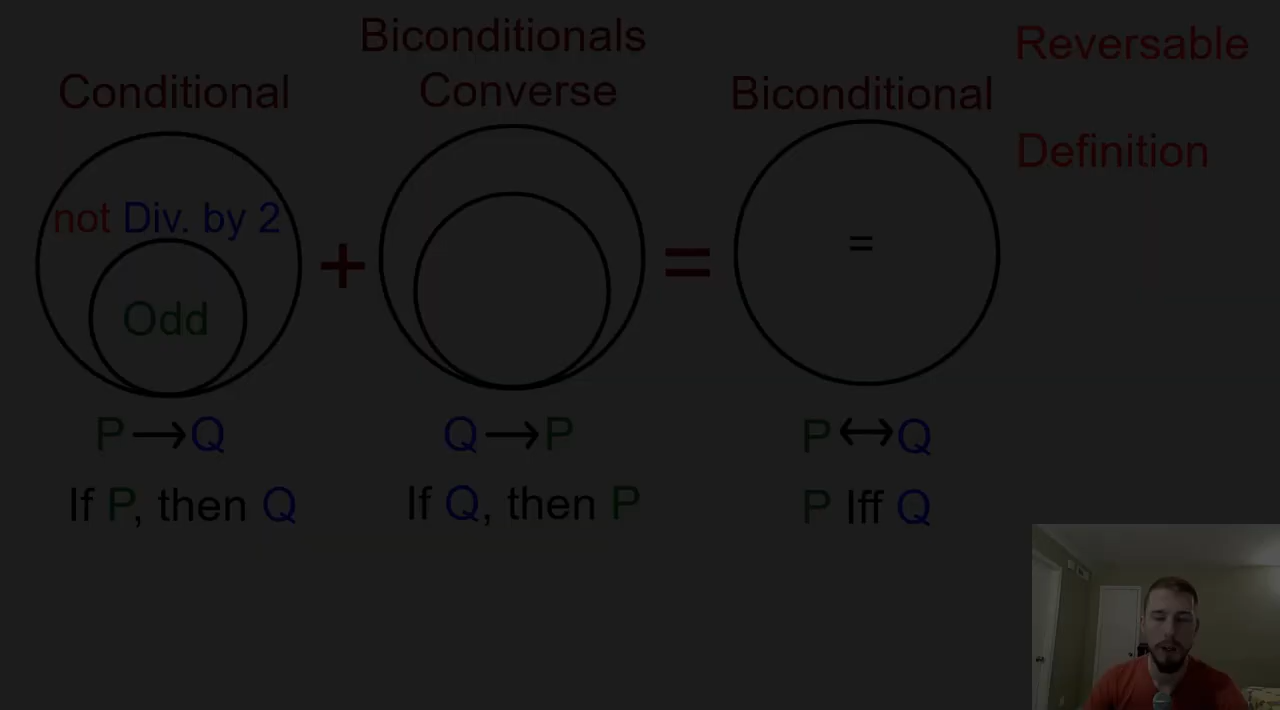 Biconditionals
Conditional
Converse
Biconditional
Reversable
Definition
not Div. by 2
Odd
+
=
=
P→Q
Q→P
P↔Q
If P, then Q
If Q, then P
P Iff Q